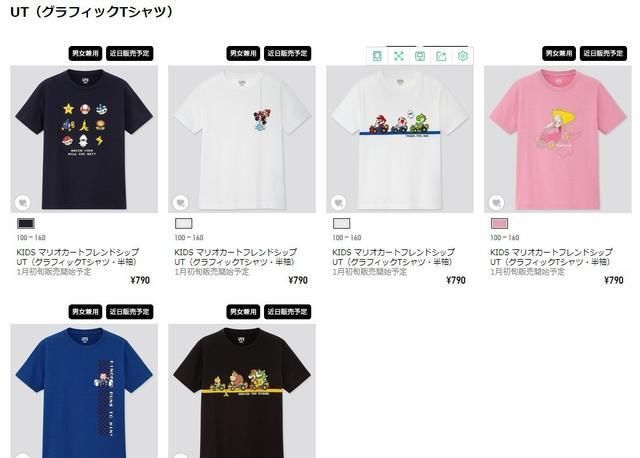 UT（グラフィックTシャツ）
男女兼用 近日販売予定
男女兼用 近日販売予定
男女兼用 近日販売予定
100－160
KIDS マリオカートフレンドシップ
UT（グラフィックTシャツ・半袖）
1月初旬販売開始予定
¥790
100－160
KIDS マリオカートフレンドシップ
UT（グラフィックTシャツ・半袖）
1月初旬販売開始予定
¥790
100－160
KIDS マリオカートフレンドシップ
UT（グラフィックTシャツ・半袖）
1月初旬販売開始予定
¥790
100－160
KIDS マリオカートフレンドシップ
UT（グラフィックTシャツ・半袖）
1月初旬販売開始予定
¥790
男女兼用 近日販売予定
男女兼用 近日販売予定